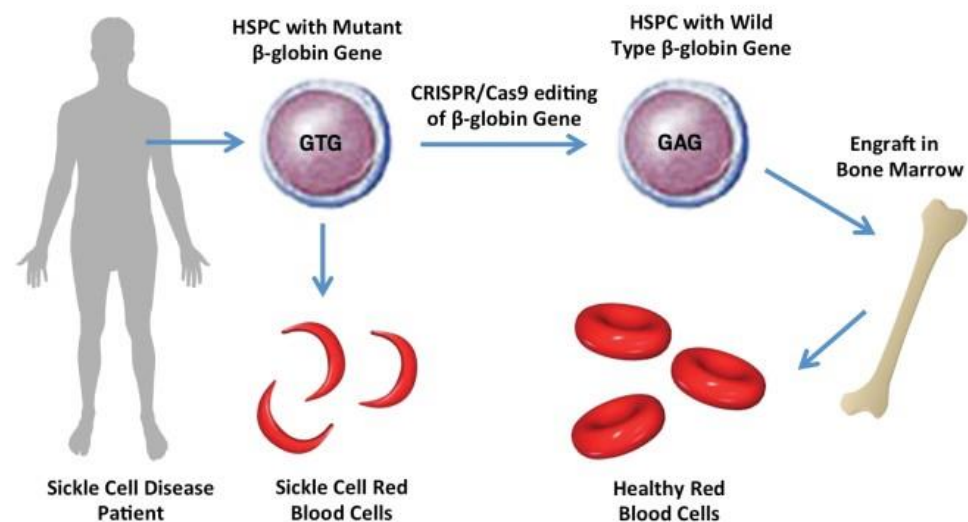 HSPC with Mutant
β-globin Gene
HSPC with Wild
Type β-globin Gene
CRISPR/Cas9 editing
of β-globin Gene
GTG
GAG
Engraft in
Bone Marrow
Sickle Cell Disease
Patient
Sickle Cell Red
Blood Cells
Healthy Red
Blood Cells